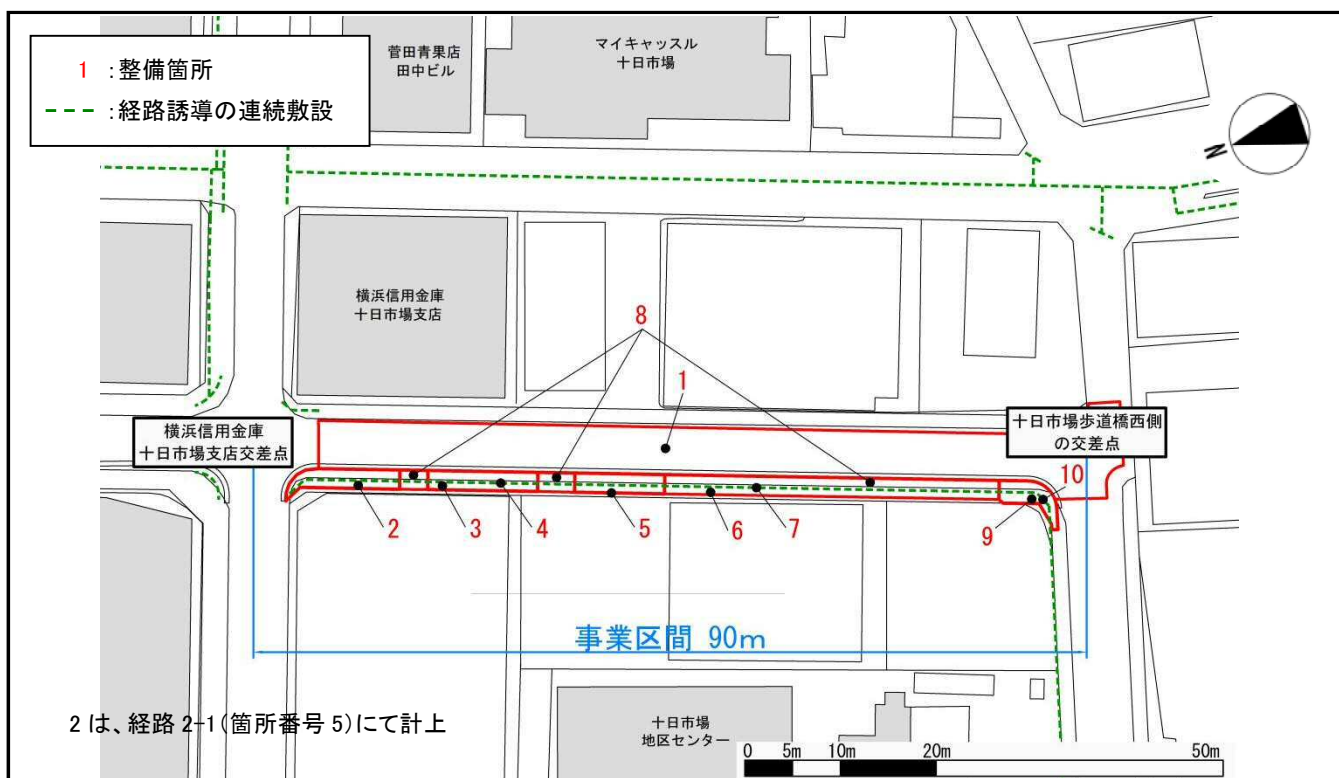 1 :整備箇所
--- :経路誘導の連続敷設
菅田青果店
田中ビル
マイキャッスル
十日市場
N
横浜信用金庫
十日市場支店
8
1
横浜信用金庫
十日市場支店交差点
十日市場歩道橋西側
の交差点
10
2
3
4
5
6
7
9
事業区間 90m
2 は、経路 2-1(箇所番号 5)にて計上
十日市場
地区センター
0 5m 10m 20m 50m